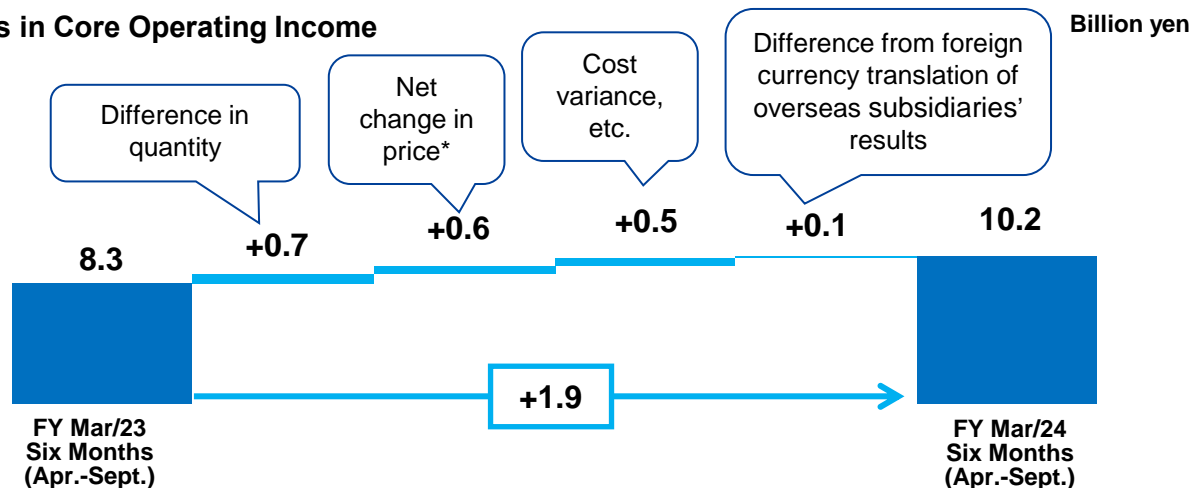 s in Core Operating Income
Billion yen
Difference in
quantity
Net
change in
price*
Cost
variance,
etc.
Difference from foreign
currency translation of
overseas subsidiaries’
results
8.3
+0.7
+0.6
+0.5
+0.1
10.2
+1.9
FY Mar/23
Six Months
(Apr.-Sept.)
FY Mar/24
Six Months
(Apr.-Sept.)